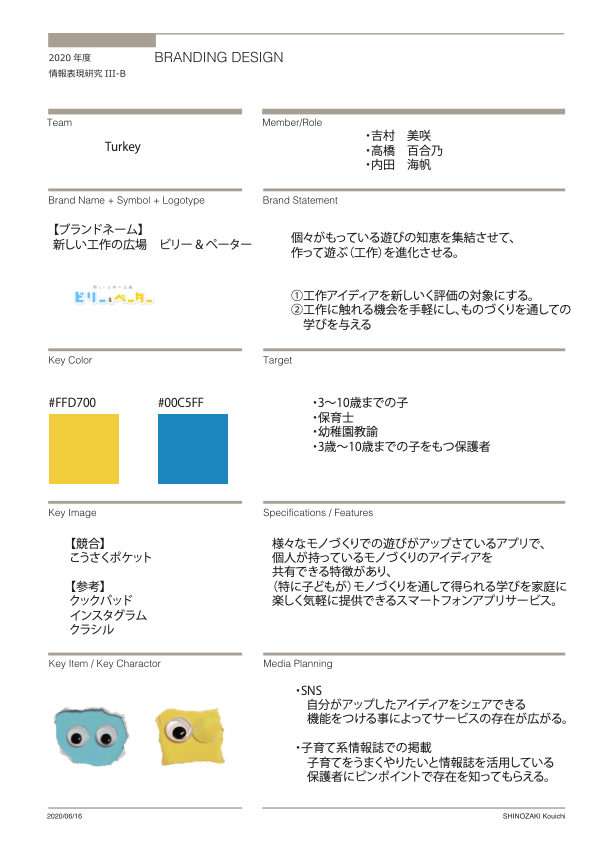 2020 年度
情報表現研究 III-B
BRANDING DESIGN
Team
Turkey
Member/Role
・吉村　美咲
・高橋　百合乃
・内田　海帆
Brand Name + Symbol + Logotype
【ブランドネーム】
新しい工作の広場　ビリー & ペーター
新しい工作の広場
ビリー&ペーター
Brand Statement
個々がもっている遊びの知恵を集結させて、
作って遊ぶ（工作）を進化させる。
①工作アイディアを新しいく評価の対象にする。
②工作に触れる機会を手軽にし、ものづくりを通しての
学びを与える
Key Color
#FFD700
#00C5FF
Target
・3〜10歳までの子
・保育士
・幼稚園教諭
・3歳〜10歳までの子をもつ保護者
Key Image
【競合】
こうさくポケット
【参考】
クックパッド
インスタグラム
クラシル
Specifications / Features
様々なモノづくりでの遊びがアップさているアプリで、
個人が持っているモノづくりのアイディアを
共有できる特徴があり、
（特に子どもが）モノづくりを通して得られる学びを家庭に
楽しく気軽に提供できるスマートフォンアプリサービス。
Key Item / Key Charactor
Media Planning
・SNS
自分がアップしたアイディアをシェアできる
機能をつける事によってサービスの存在が広がる。
・子育て系情報誌での掲載
子育てをうまくやりたいと情報誌を活用している
保護者にピンポイントで存在を知ってもらえる。
2020/06/16
SHINOZAKI Kouichi